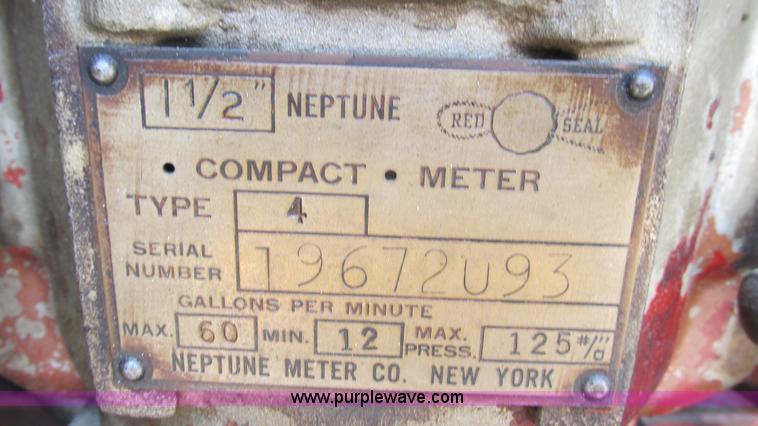 1 1/2" NEPTUNE RED SEAL
• COMPACT • METER
TYPE 4
SERIAL NUMBER 19672U93
GALLONS PER MINUTE
MAX. 60 MIN. 12 MAX. PRESS. 125 #/□"
NEPTUNE METER CO. NEW YORK
www.purplewave.com